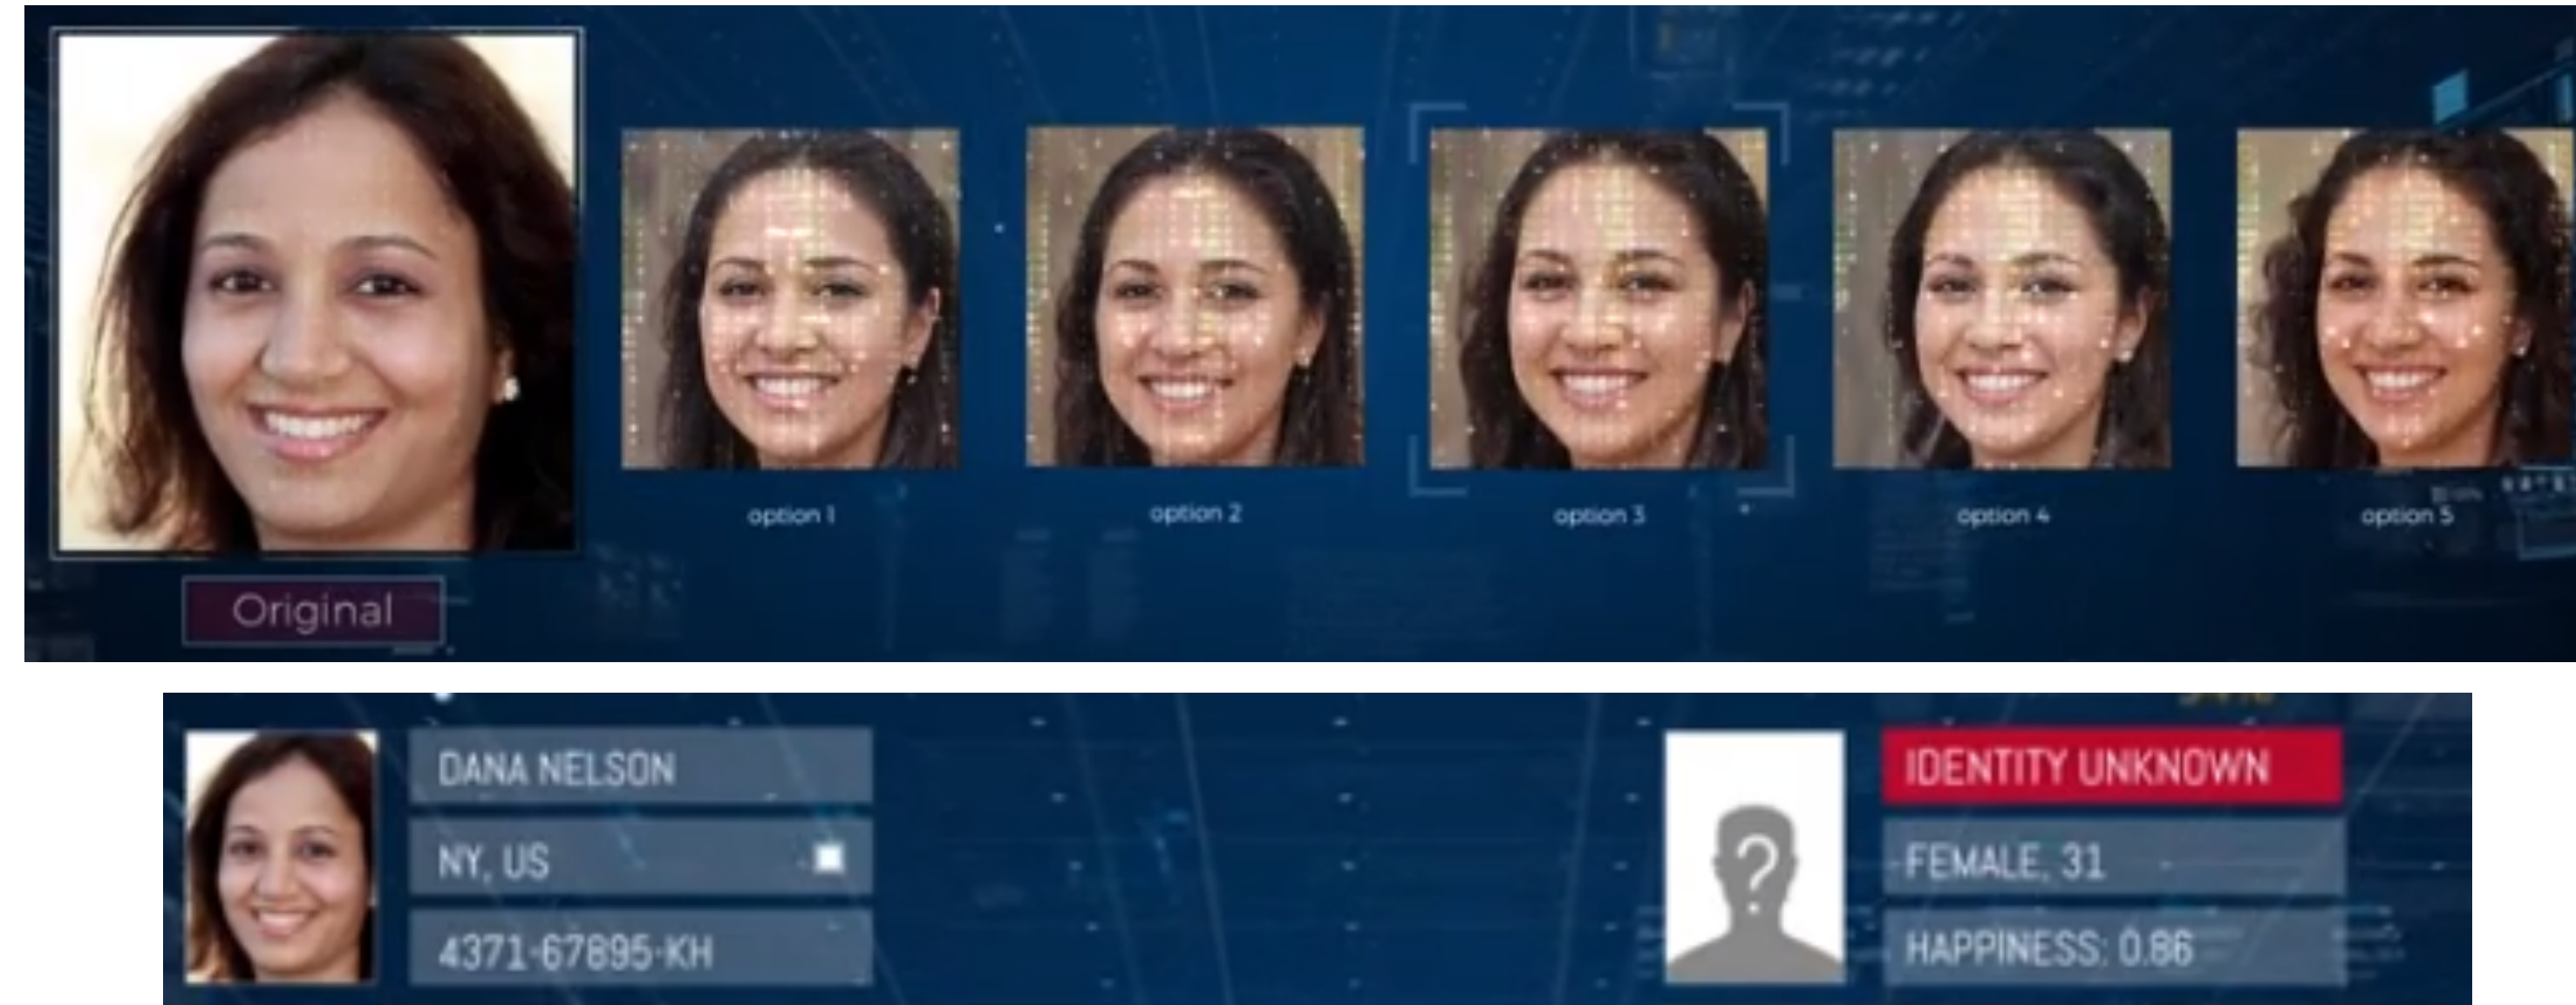 option 1
option 2
option 3
option 4
option 5
Original
DANA NELSON
NY, US
4371-67895-KH
IDENTITY UNKNOWN
FEMALE, 31
HAPPINESS: 0.86
?